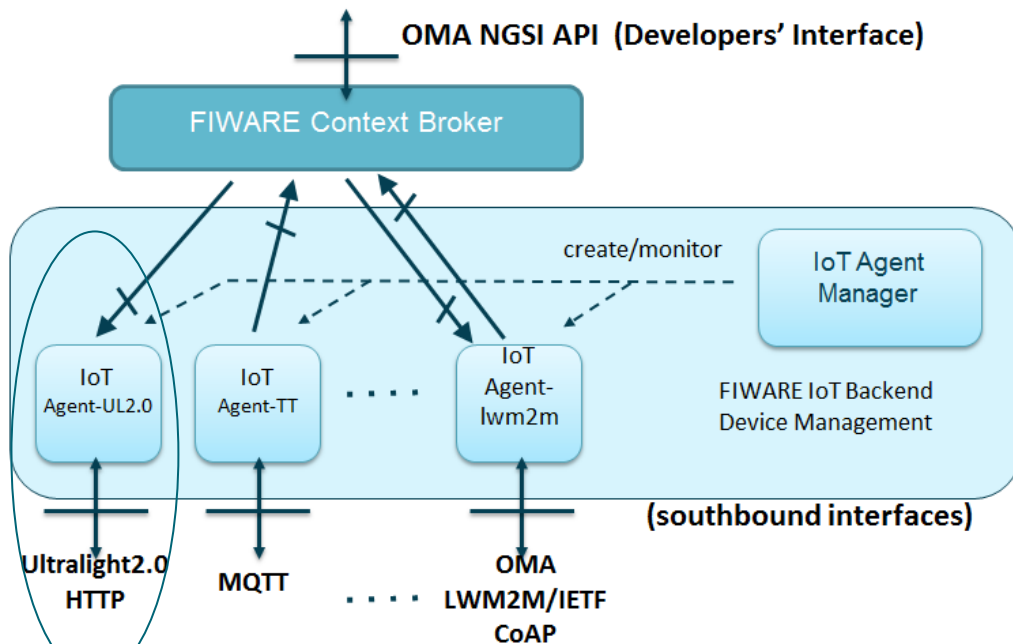 OMA NGSI API (Developers' Interface)
FIWARE Context Broker
create/monitor
IoT Agent
Manager
IoT
Agent-UL2.0
IoT
Agent-TT
IoT
Agent-
lwm2m
FIWARE IoT Backend
Device Management
(southbound interfaces)
Ultralight2.0
HTTP
MQTT
OMA
LWM2M/IETF
CoAP